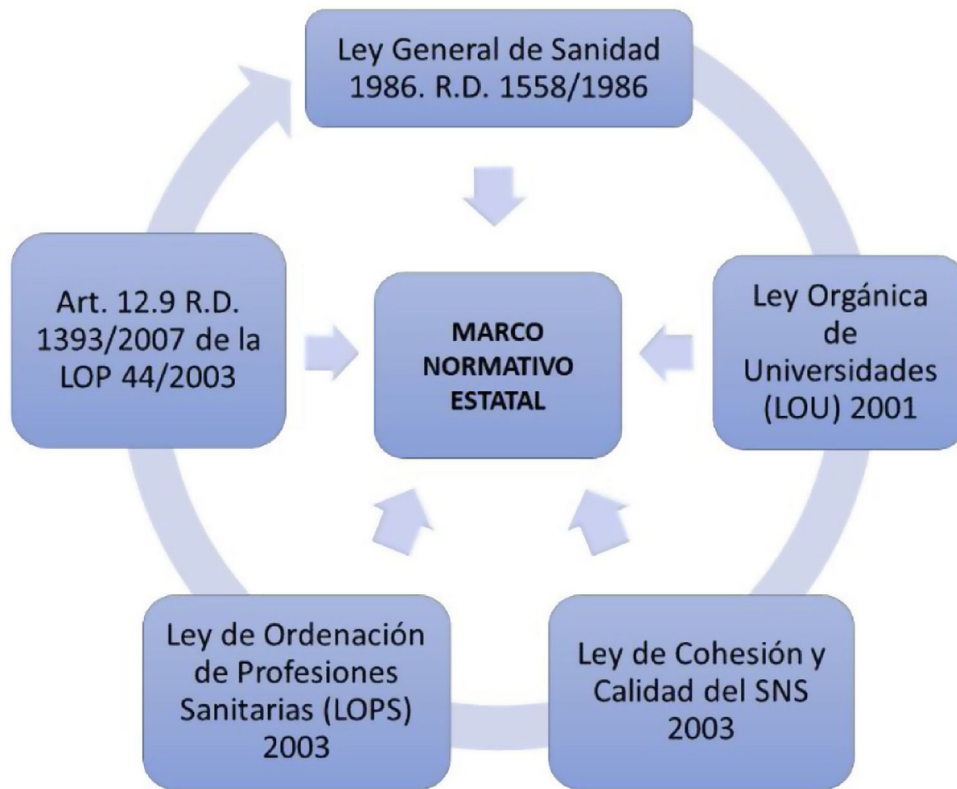 Ley General de Sanidad
1986. R.D. 1558/1986
Art. 12.9 R.D.
1393/2007 de la
LOP 44/2003
MARCO
NORMATIVO
ESTATAL
Ley Orgánica
de
Universidades
(LOU) 2001
Ley de Ordenación
de Profesiones
Sanitarias (LOPS)
2003
Ley de Cohesión y
Calidad del SNS
2003